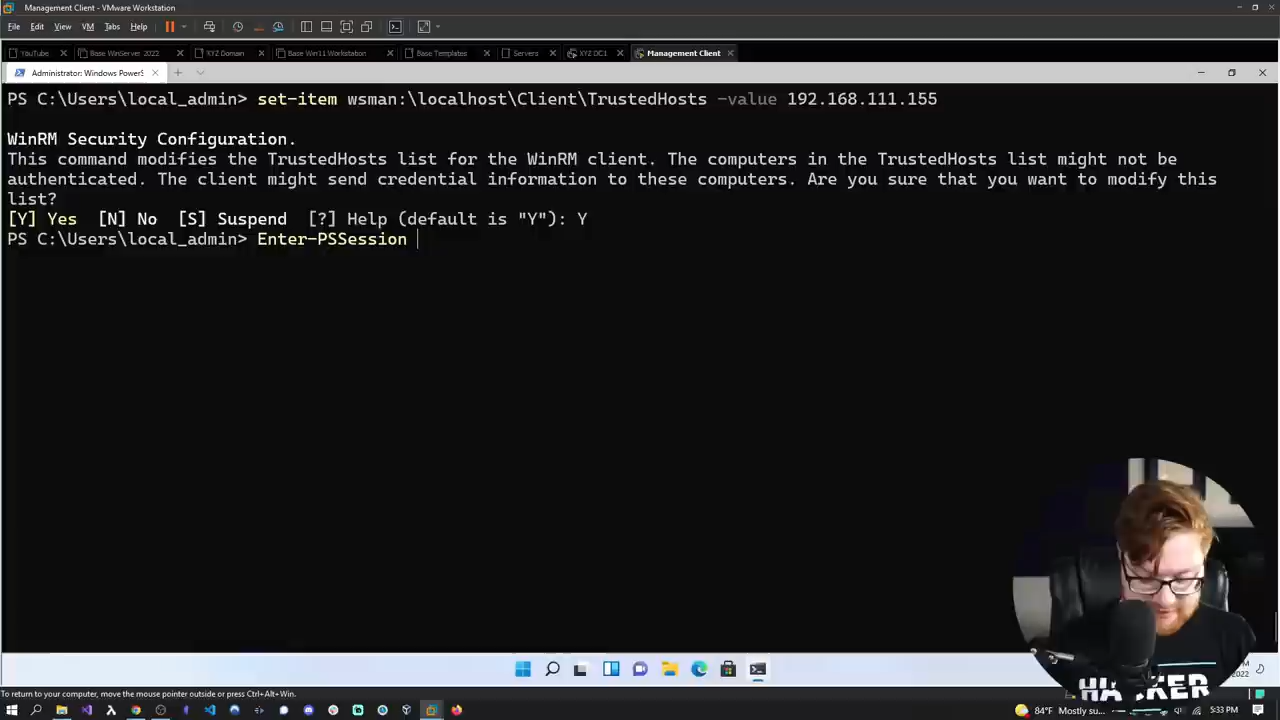 Management Client - VMware Workstation
File Edit View VM Tabs Help
YouTube Base WinServer 2022 XYZ Domain Base Win11 Workstation Base Templates Servers XYZ DC1 Management Client
Administrator: Windows PowerS
PS C:\Users\local_admin> set-item wsman:\localhost\Client\TrustedHosts -value 192.168.111.155
WinRM Security Configuration.
This command modifies the TrustedHosts list for the WinRM client. The computers in the TrustedHosts list might not be
authenticated. The client might send credential information to these computers. Are you sure that you want to modify this
list?
[Y] Yes [N] No [S] Suspend [?] Help (default is "Y"): Y
PS C:\Users\local_admin> Enter-PSSession
HACKER
To return to your computer, move the mouse pointer outside or press Ctrl+Alt+Win.
84°F Mostly su... 5:33 PM